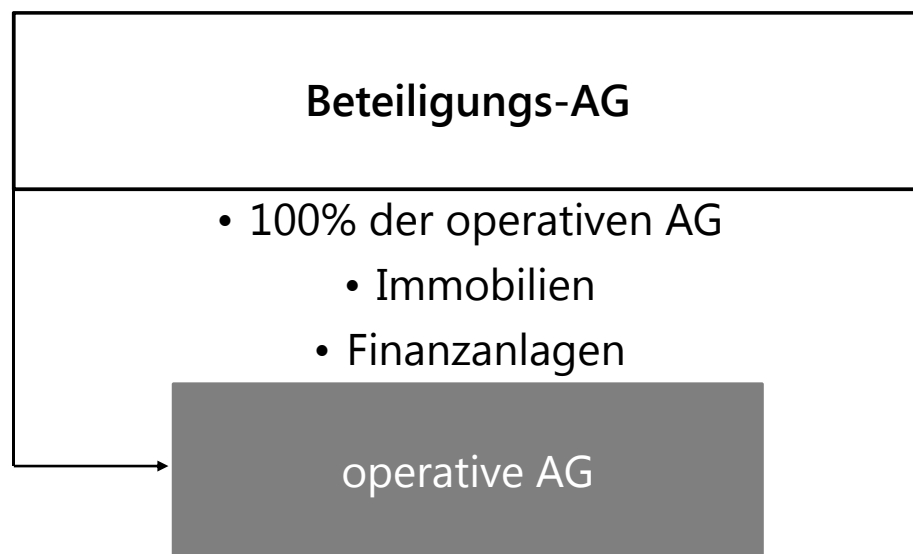 Beteiligungs-AG
• 100% der operativen AG
• Immobilien
• Finanzanlagen
operative AG